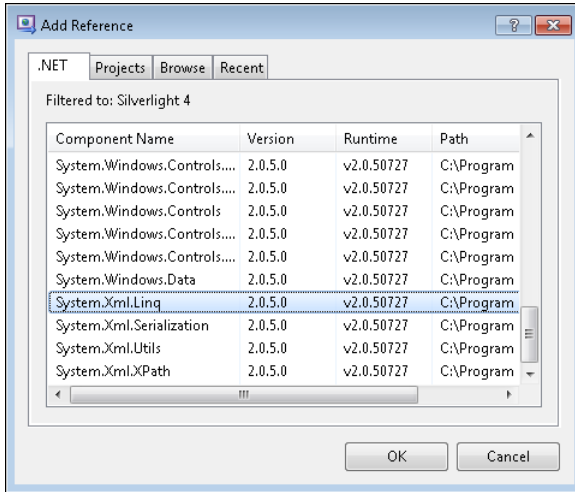 Add Reference
.NET Projects Browse Recent
Filtered to: Silverlight 4
Component Name Version Runtime Path
System.Windows.Controls.... 2.0.5.0 v2.0.50727 C:\Program
System.Windows.Controls.... 2.0.5.0 v2.0.50727 C:\Program
System.Windows.Controls 2.0.5.0 v2.0.50727 C:\Program
System.Windows.Controls.... 2.0.5.0 v2.0.50727 C:\Program
System.Windows.Controls.... 2.0.5.0 v2.0.50727 C:\Program
System.Windows.Data 2.0.5.0 v2.0.50727 C:\Program
System.Xml.Linq 2.0.5.0 v2.0.50727 C:\Program
System.Xml.Serialization 2.0.5.0 v2.0.50727 C:\Program
System.Xml.Utils 2.0.5.0 v2.0.50727 C:\Program
System.Xml.XPath 2.0.5.0 v2.0.50727 C:\Program
OK Cancel